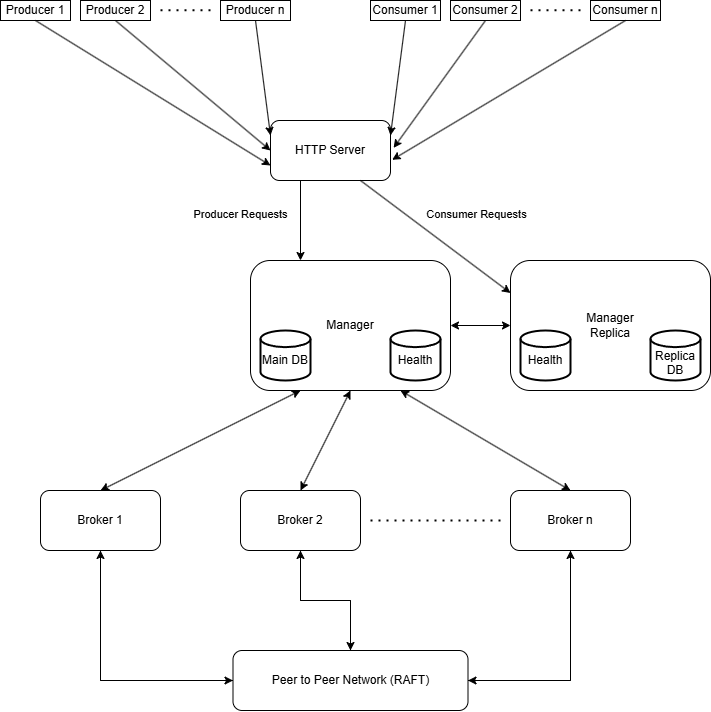 Producer 1
Producer 2
Producer n
Consumer 1
Consumer 2
Consumer n
HTTP Server
Producer Requests
Consumer Requests
Manager
Main DB
Health
Manager
Replica
Health
Replica
DB
Broker 1
Broker 2
Broker n
Peer to Peer Network (RAFT)